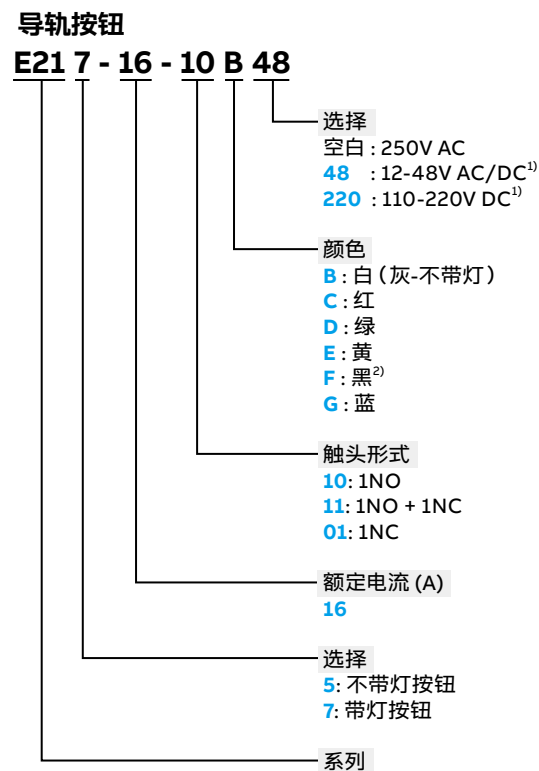 导轨按钮
E21 7 - 16 - 10 B 48
选择
空白 : 250V AC
48 : 12-48V AC/DC¹⁾
220 : 110-220V DC¹⁾
颜色
B : 白 ( 灰-不带灯 )
C : 红
D : 绿
E : 黄
F : 黑²⁾
G : 蓝
触头形式
10: 1NO
11: 1NO + 1NC
01: 1NC
额定电流 (A)
16
选择
5: 不带灯按钮
7: 带灯按钮
系列